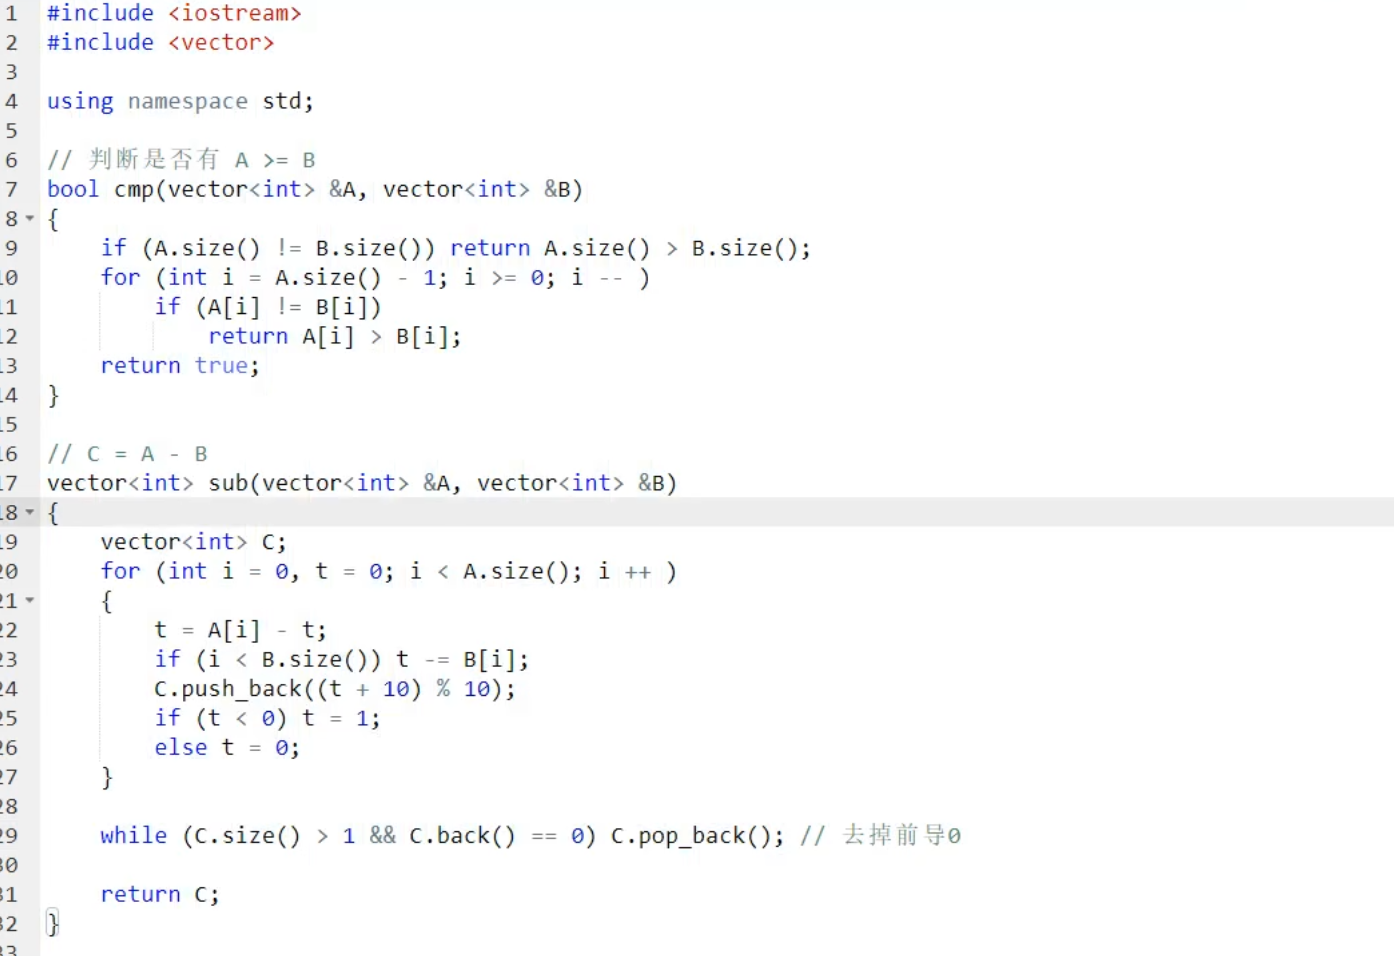 1 #include <iostream>
2 #include <vector>
3
4 using namespace std;
5
6 // 判断是否有 A >= B
7 bool cmp(vector<int> &A, vector<int> &B)
8 {
9     if (A.size() != B.size()) return A.size() > B.size();
10     for (int i = A.size() - 1; i >= 0; i -- )
11         if (A[i] != B[i])
12             return A[i] > B[i];
13     return true;
14 }
15
16 // C = A - B
17 vector<int> sub(vector<int> &A, vector<int> &B)
18 {
19     vector<int> C;
20     for (int i = 0, t = 0; i < A.size(); i ++ )
21     {
22         t = A[i] - t;
23         if (i < B.size()) t -= B[i];
24         C.push_back((t + 10) % 10);
25         if (t < 0) t = 1;
26         else t = 0;
27     }
28
29     while (C.size() > 1 && C.back() == 0) C.pop_back(); // 去掉前导0
30
31     return C;
32 }
33